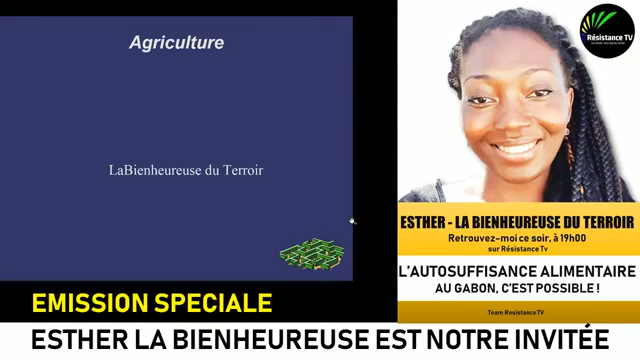 Agriculture
LaBienheureuse du Terroir
Résistance TV
ESTHER - LA BIENHEUREUSE DU TERROIR
Retrouvez-moi ce soir, à 19h00
sur Résistance Tv
L'AUTOSUFFISANCE ALIMENTAIRE
AU GABON, C'EST POSSIBLE !
Team ResistanceTV
EMISSION SPECIALE
ESTHER LA BIENHEUREUSE EST NOTRE INVITÉE